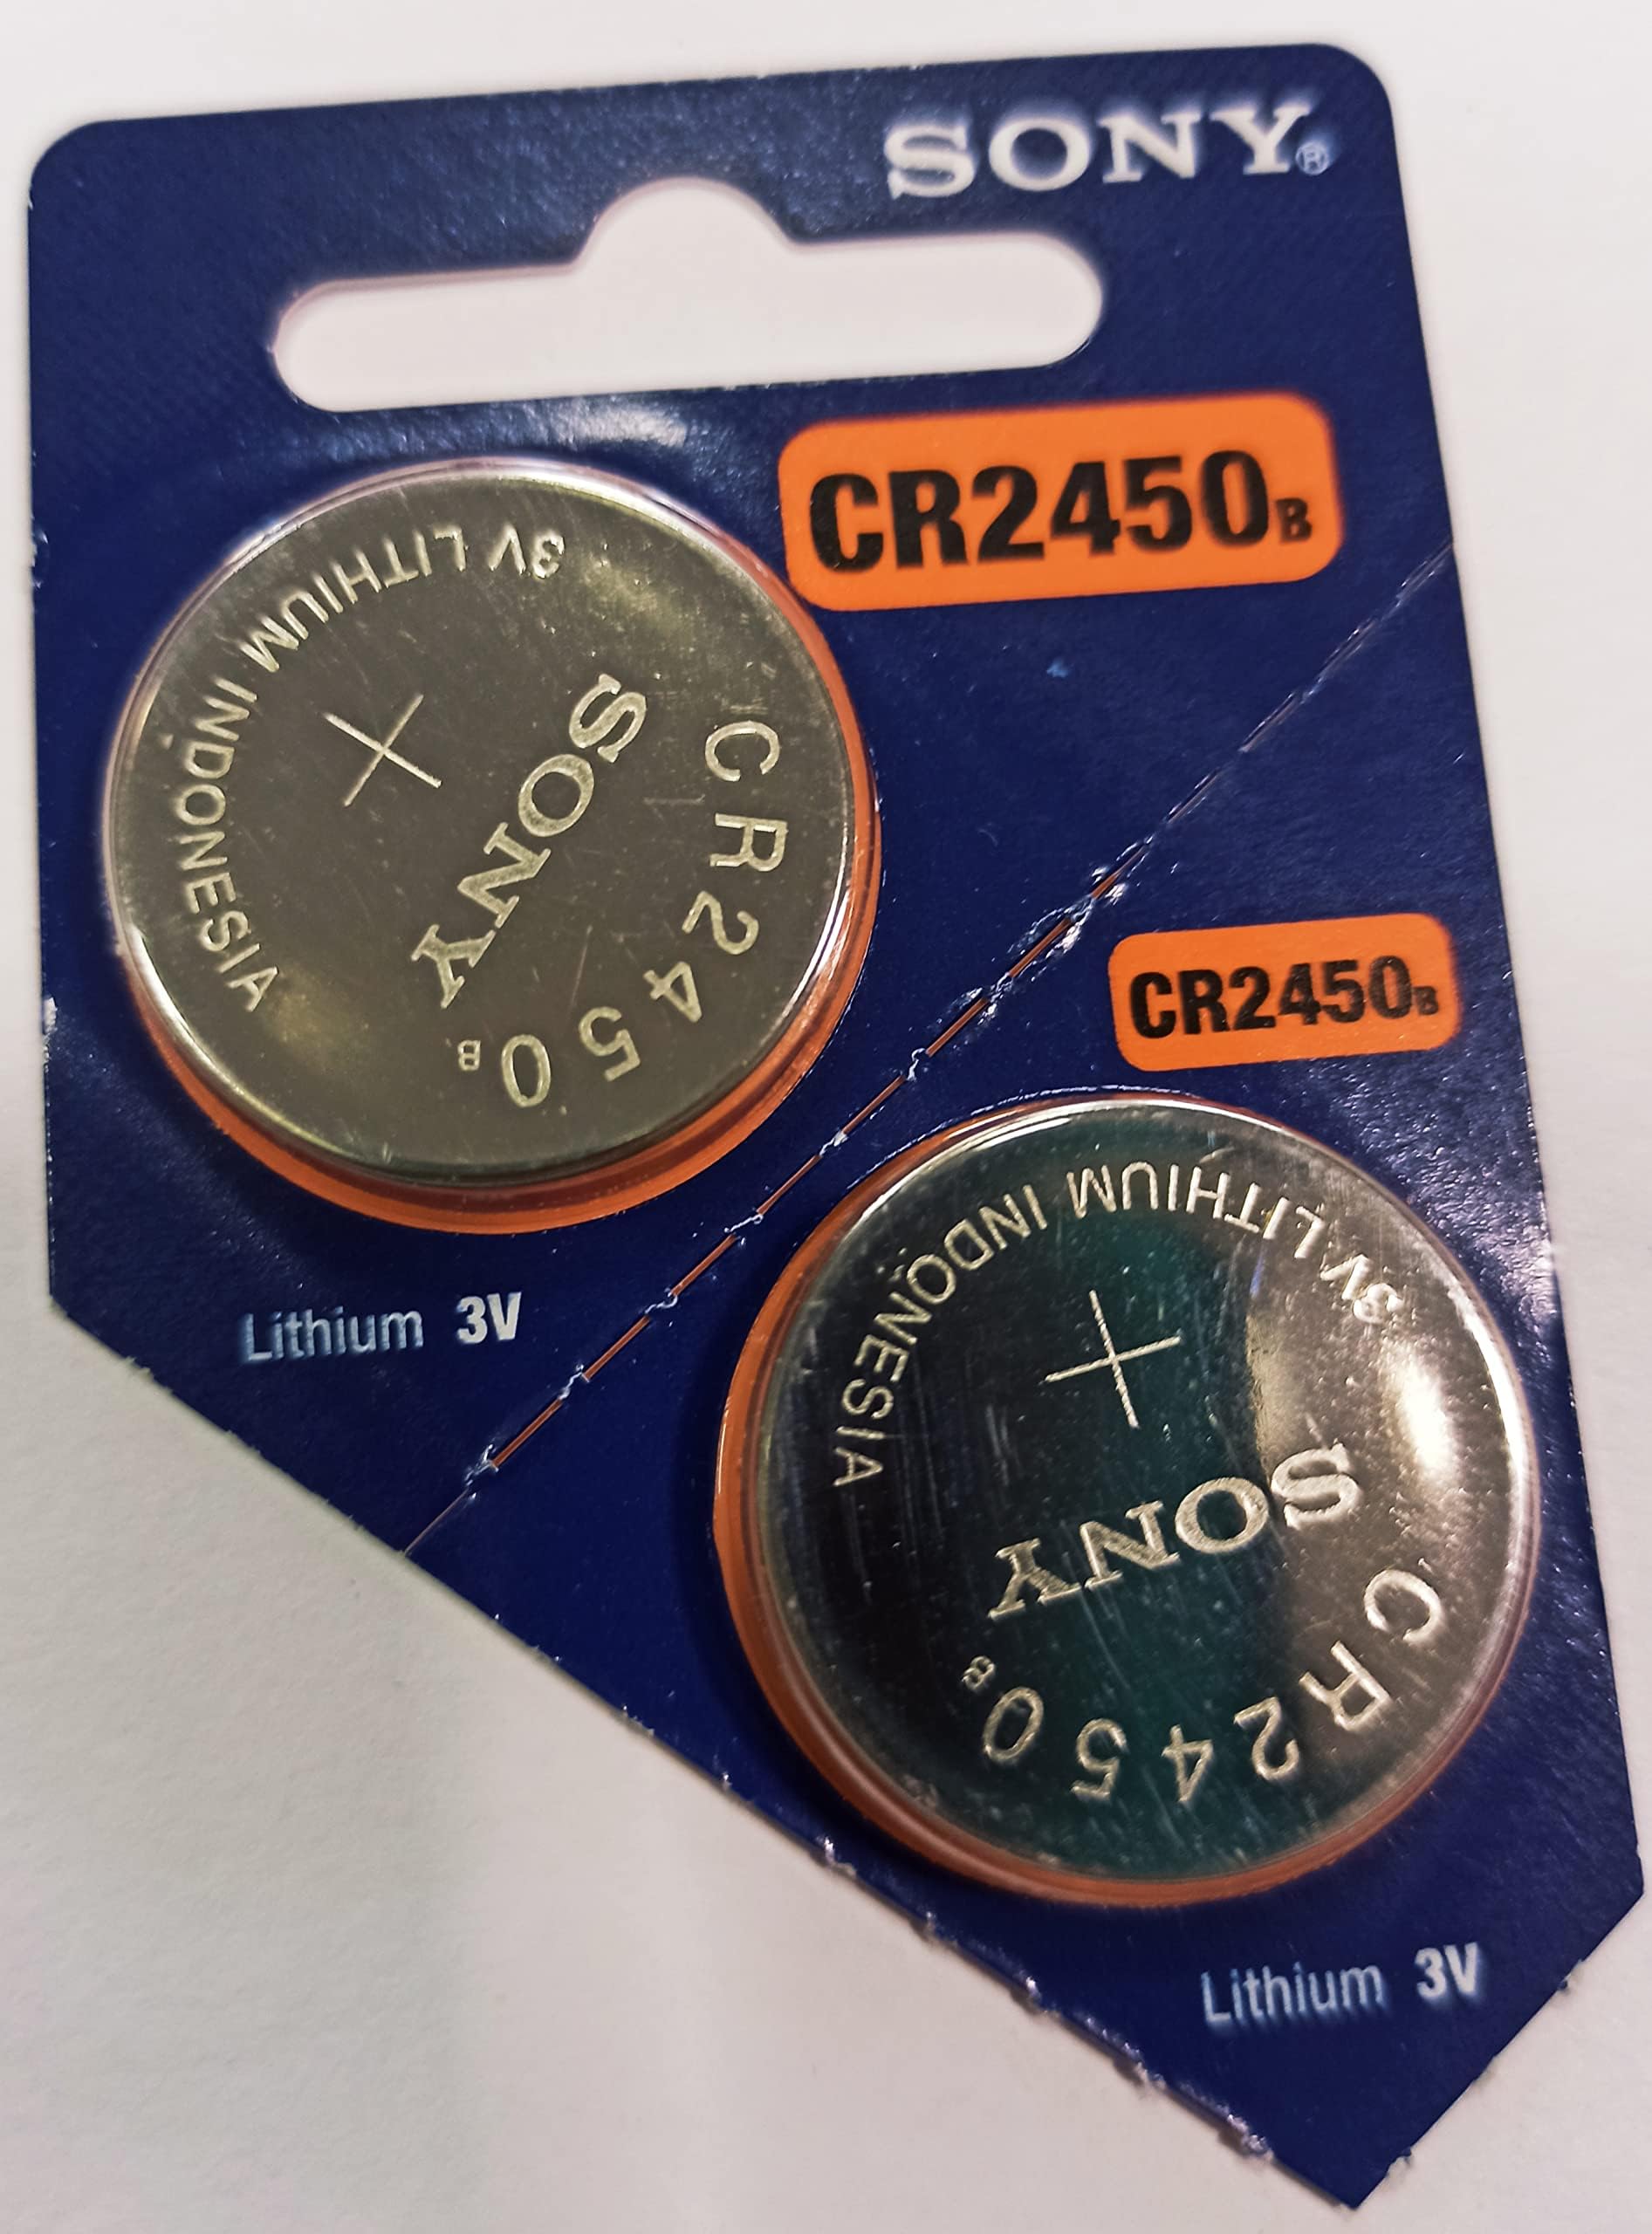 SONY®
CR2450B
3V LITHIUM INDONESIA
+
SONY
CR2450B
CR2450B
Lithium 3V
3V LITHIUM INDONESIA
+
SONY
CR2450B
Lithium 3V